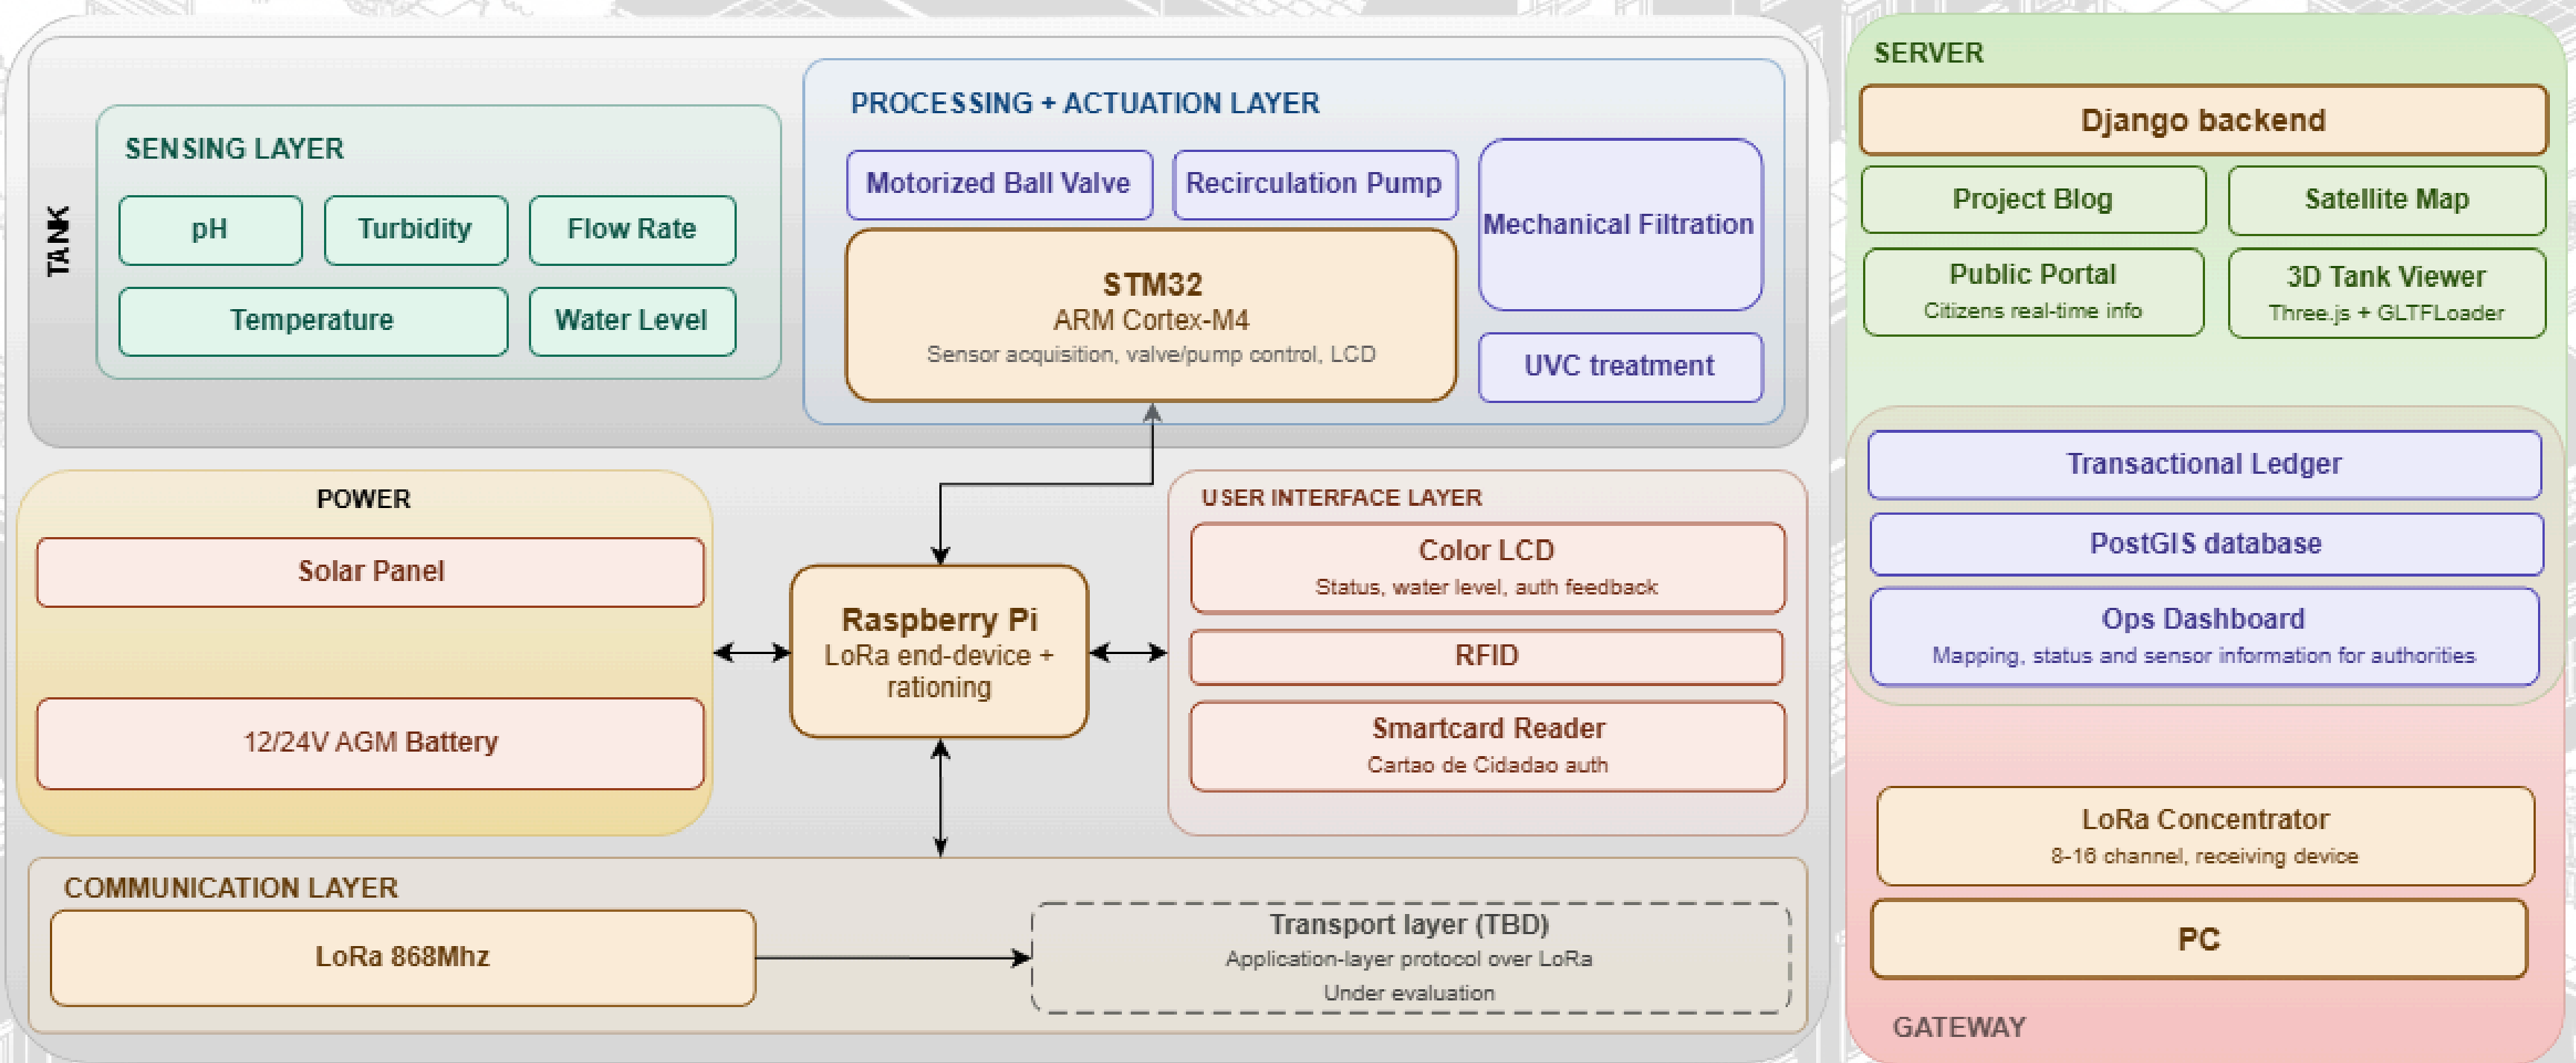 TANK
SENSING LAYER
pH
Turbidity
Flow Rate
Temperature
Water Level
PROCESSING + ACTUATION LAYER
Motorized Ball Valve
Recirculation Pump
Mechanical Filtration
STM32
ARM Cortex-M4
Sensor acquisition, valve/pump control, LCD
UVC treatment
POWER
Solar Panel
12/24V AGM Battery
Raspberry Pi
LoRa end-device +
rationing
USER INTERFACE LAYER
Color LCD
Status, water level, auth feedback
RFID
Smartcard Reader
Cartao de Cidadao auth
COMMUNICATION LAYER
LoRa 868Mhz
Transport layer (TBD)
Application-layer protocol over LoRa
Under evaluation
SERVER
Django backend
Project Blog
Satellite Map
Public Portal
Citizens real-time info
3D Tank Viewer
Three.js + GLTFLoader
Transactional Ledger
PostGIS database
Ops Dashboard
Mapping, status and sensor information for authorities
LoRa Concentrator
8-16 channel, receiving device
PC
GATEWAY